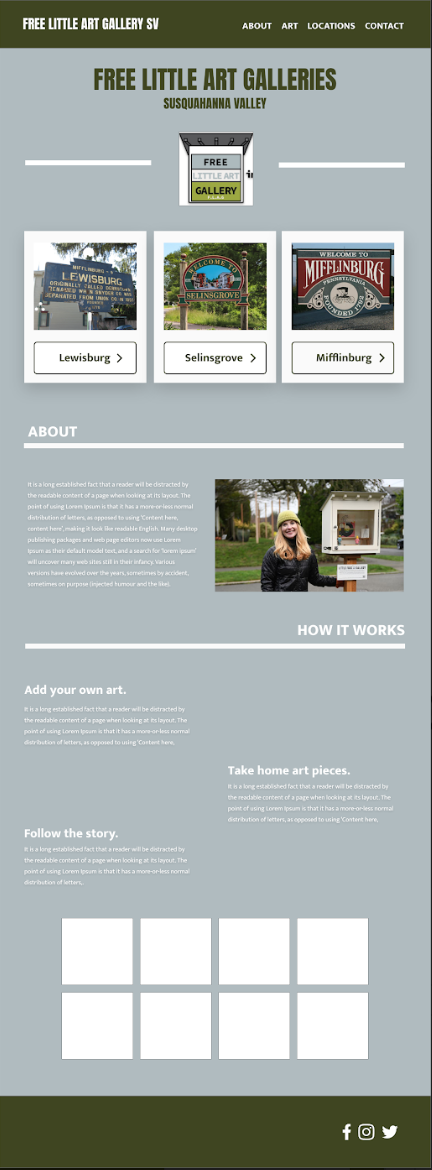 FREE LITTLE ART GALLERY SV
ABOUT ART LOCATIONS CONTACT
FREE LITTLE ART GALLERIES
SUSQUAHANNA VALLEY
FREE
LITTLE ART
GALLERY
MIFFLINBURG - 9
LEWISBURG
ORIGINALLY CALLED
WELCOME TO
SELINSGROVE
WELCOME TO
MIFFLINBURG
PENNSYLVANIA
FOUNDED 1792
Lewisburg
Selinsgrove
Mifflinburg
ABOUT
It is a long established fact that a reader will be distracted by
the readable content of a page when looking at its layout. The
point of using Lorem Ipsum is that it has a more-or-less normal
distribution of letters, as opposed to using 'Content here,
content here', making it look like readable English. Many desktop
publishing packages and web page editors now use Lorem
Ipsum as their default model text, and a search for 'lorem ipsum'
will uncover many web sites still in their infancy. Various
versions have evolved over the years, sometimes by accident,
sometimes on purpose (injected humour and the like).
HOW IT WORKS
Add your own art.
It is a long established fact that a reader will be distracted by
the readable content of a page when looking at its layout. The
point of using Lorem Ipsum is that it has a more-or-less normal
distribution of letters, as opposed to using 'Content here,
Take home art pieces.
It is a long established fact that a reader will be distracted by
the readable content of a page when looking at its layout. The
point of using Lorem Ipsum is that it has a more-or-less normal
distribution of letters, as opposed to using 'Content here,
Follow the story.
It is a long established fact that a reader will be distracted by
the readable content of a page when looking at its layout. The
point of using Lorem Ipsum is that it has a more-or-less normal
distribution of letters,